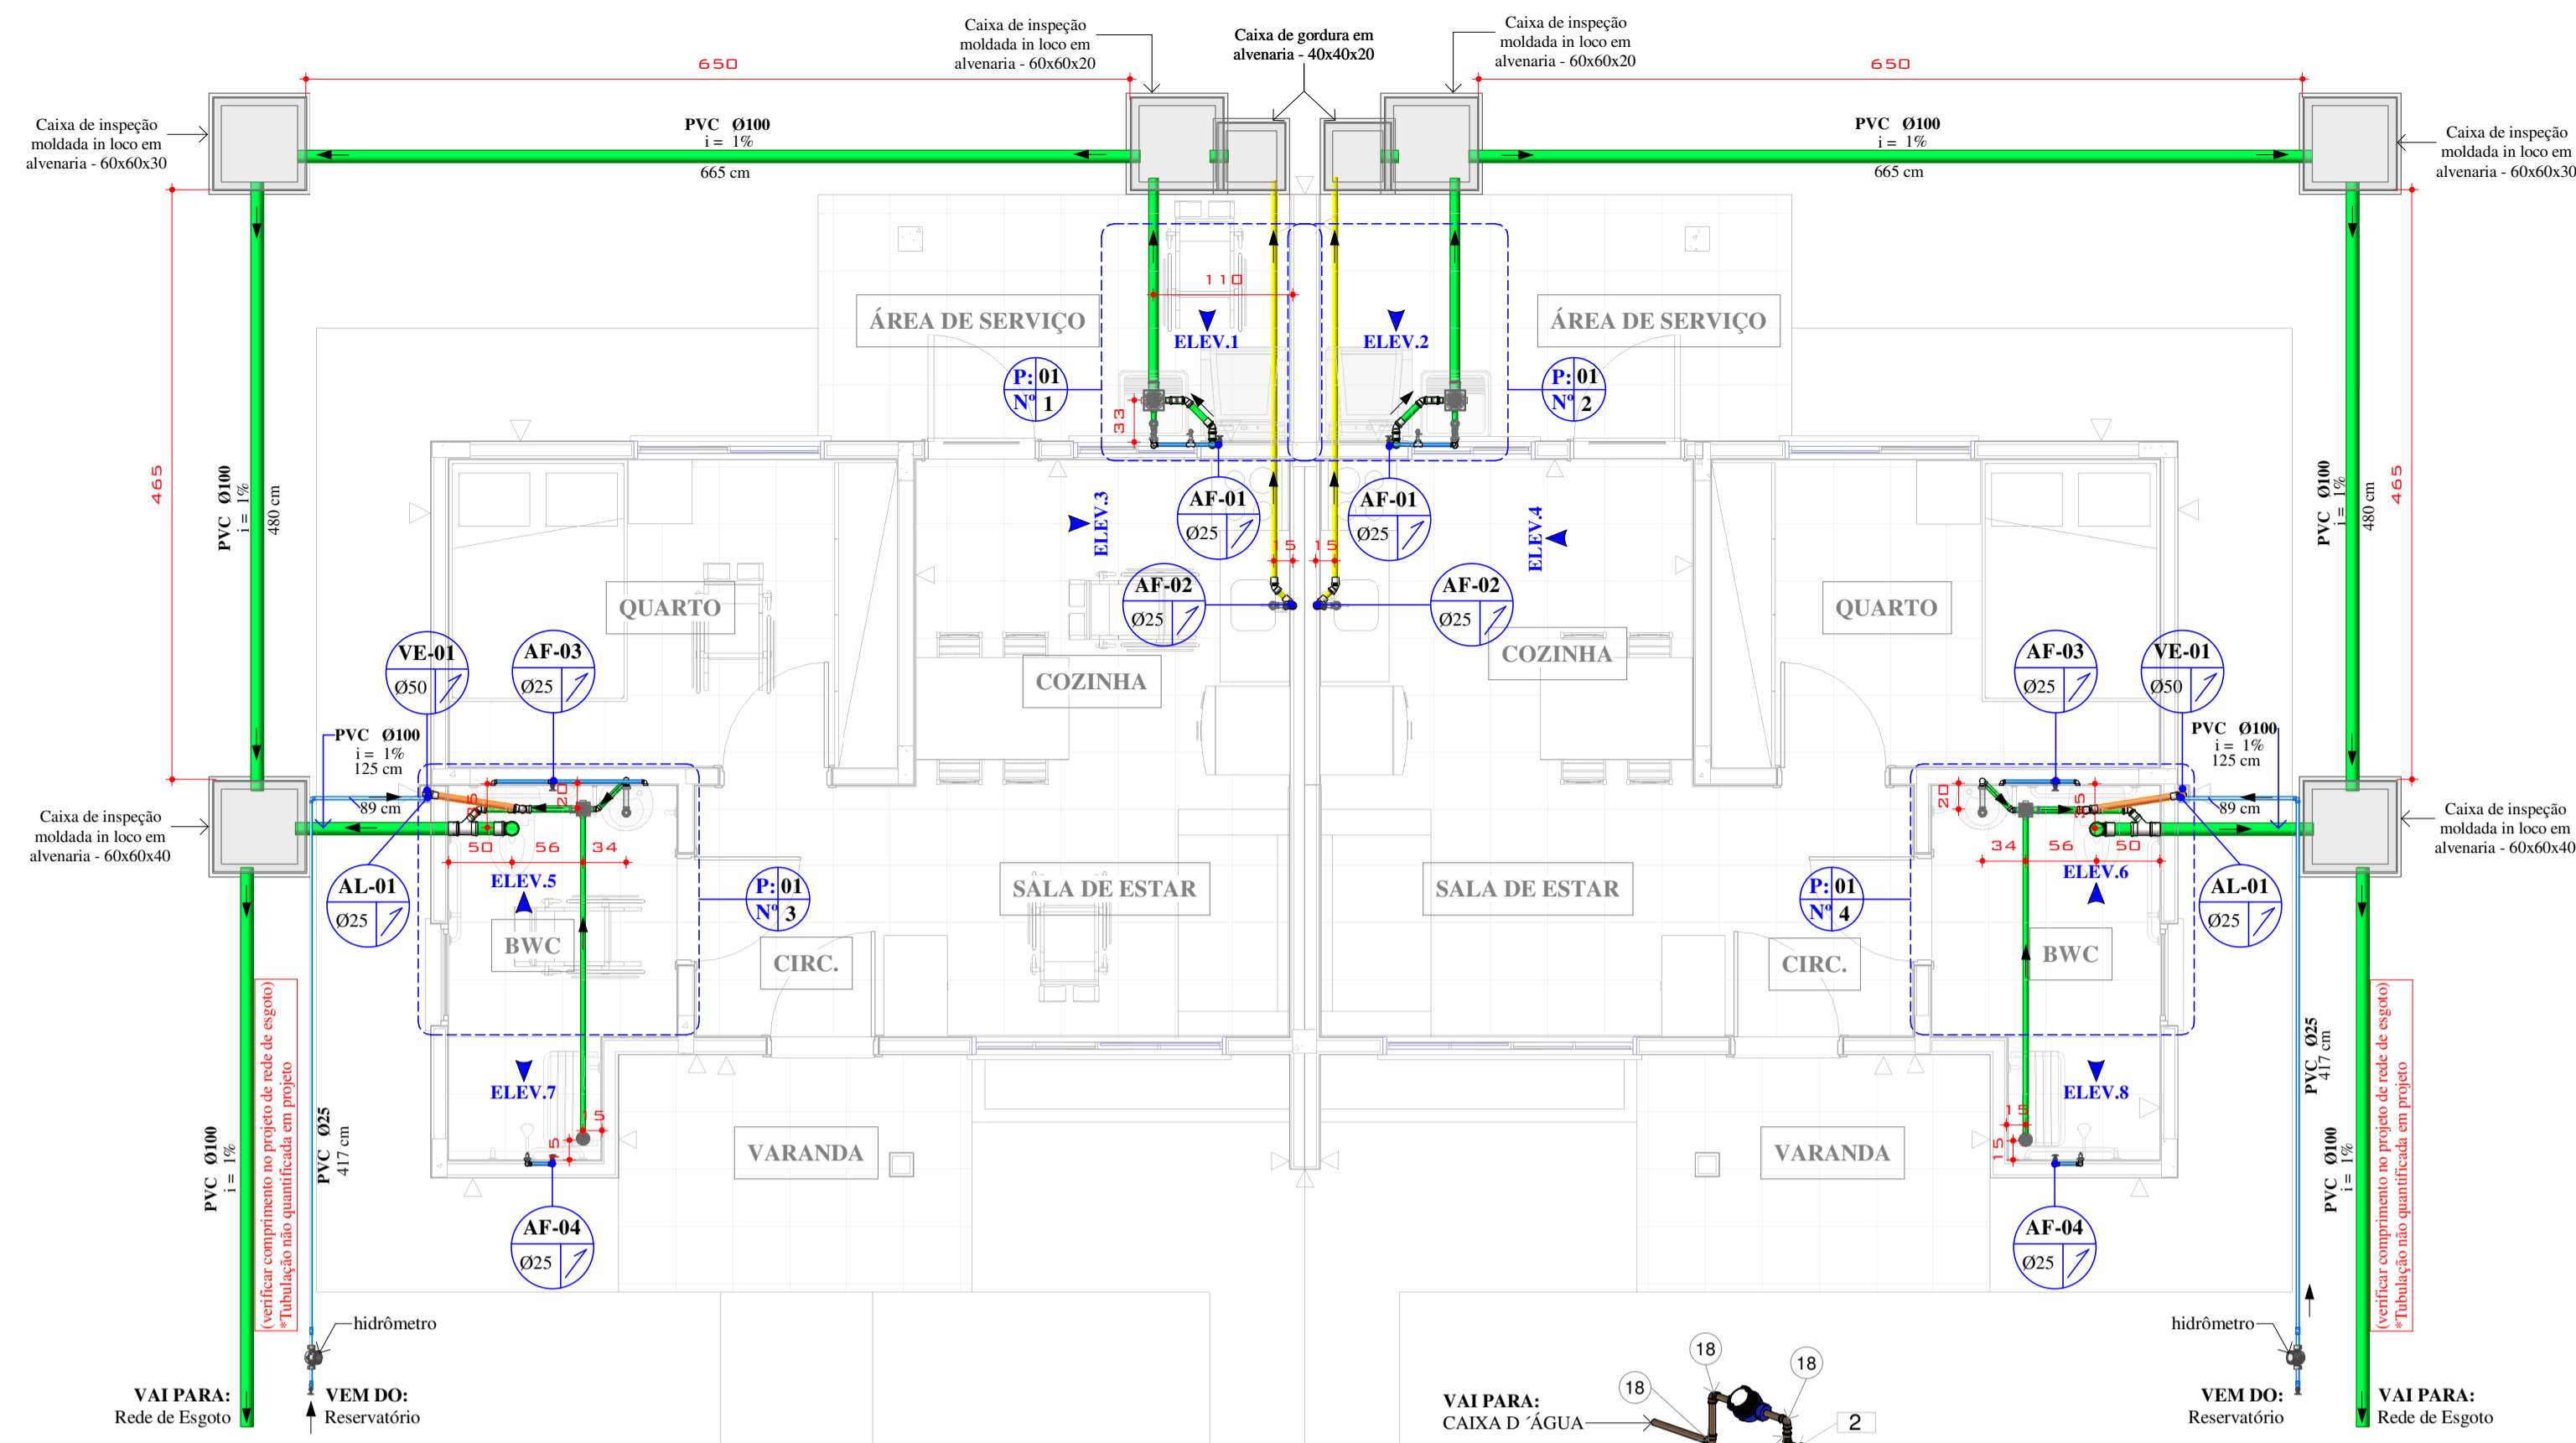 Caixa de inspeção
moldada in loco em
alvenaria - 60x60x20
Caixa de gordura em
alvenaria - 40x40x20
Caixa de inspeção
moldada in loco em
alvenaria - 60x60x20
650
650
Caixa de inspeção
moldada in loco em
alvenaria - 60x60x30
PVC Ø100
i = 1%
665 cm
PVC Ø100
i = 1%
665 cm
Caixa de inspeção
moldada in loco em
alvenaria - 60x60x30
110
ÁREA DE SERVIÇO
ELEV.1
ELEV.2
ÁREA DE SERVIÇO
P: 01
Nº 1
33
P: 01
Nº 2
465
PVC Ø100
i = 1%
480 cm
ELEV.3
AF-01
Ø25
AF-01
Ø25
ELEV.4
PVC Ø100
i = 1%
480 cm
465
15
15
QUARTO
AF-02
Ø25
AF-02
Ø25
QUARTO
VE-01
Ø50
AF-03
Ø25
COZINHA
COZINHA
AF-03
Ø25
VE-01
Ø50
PVC Ø100
i = 1%
125 cm
PVC Ø100
i = 1%
125 cm
89 cm
20
20
89 cm
Caixa de inspeção
moldada in loco em
alvenaria - 60x60x40
50
56
34
34
56
50
Caixa de inspeção
moldada in loco em
alvenaria - 60x60x40
AL-01
Ø25
ELEV.5
P: 01
Nº 3
SALA DE ESTAR
SALA DE ESTAR
P: 01
Nº 4
ELEV.6
AL-01
Ø25
BWC
CIRC.
CIRC.
BWC
ELEV.7
ELEV.8
15
15
15
VARANDA
VARANDA
PVC Ø100
i = 1%
(verificar comprimento no projeto de rede de esgoto)
*Tubulação não quantificada em projeto
PVC Ø25
417 cm
PVC Ø25
417 cm
PVC Ø100
i = 1%
(verificar comprimento no projeto de rede de esgoto)
*Tubulação não quantificada em projeto
AF-04
Ø25
AF-04
Ø25
hidrômetro
hidrômetro
18
18
18
VAI PARA:
Rede de Esgoto
VEM DO:
Reservatório
VAI PARA:
CAIXA D ´ÁGUA
2
VEM DO:
Reservatório
VAI PARA:
Rede de Esgoto